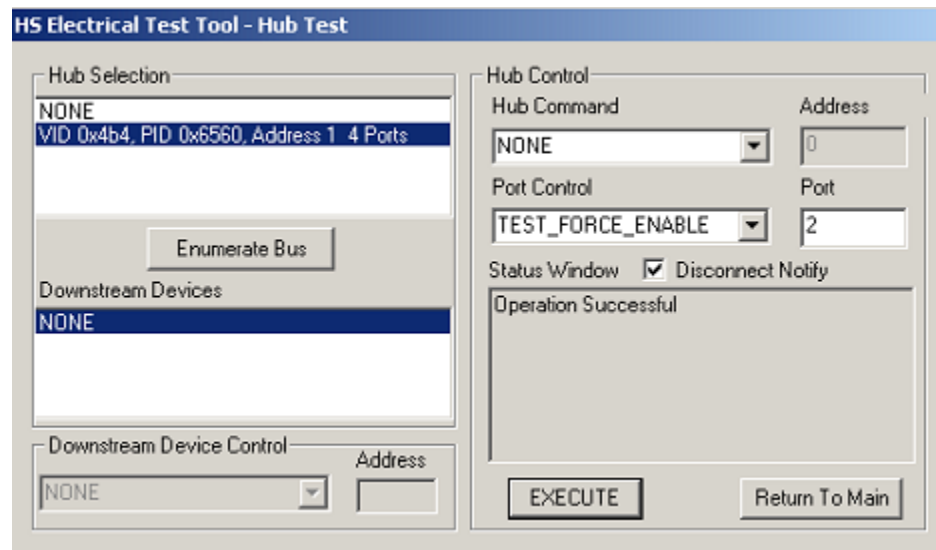 HS Electrical Test Tool - Hub Test
Hub Selection
NONE
VID 0x4b4, PID 0x6560, Address 1 4 Ports
Enumerate Bus
Downstream Devices
NONE
Downstream Device Control
Address
NONE
Hub Control
Hub Command
Address
NONE
0
Port Control
Port
TEST_FORCE_ENABLE
2
Status Window
Disconnect Notify
Operation Successful
EXECUTE
Return To Main